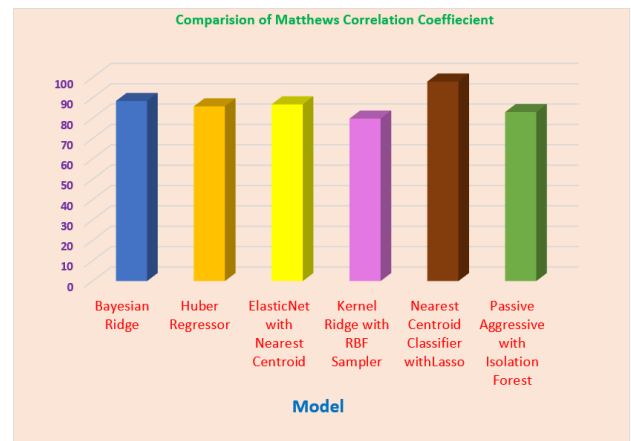 Comparision of Matthews Correlation Coeffiecient
100
90
80
70
60
50
40
30
20
10
0
Bayesian
Ridge
Huber
Regressor
ElasticNet
with
Nearest
Centroid
Kernel
Ridge with
RBF
Sampler
Nearest
Centroid
Classifier
withLasso
Passive
Aggressive
with
Isolation
Forest
Model